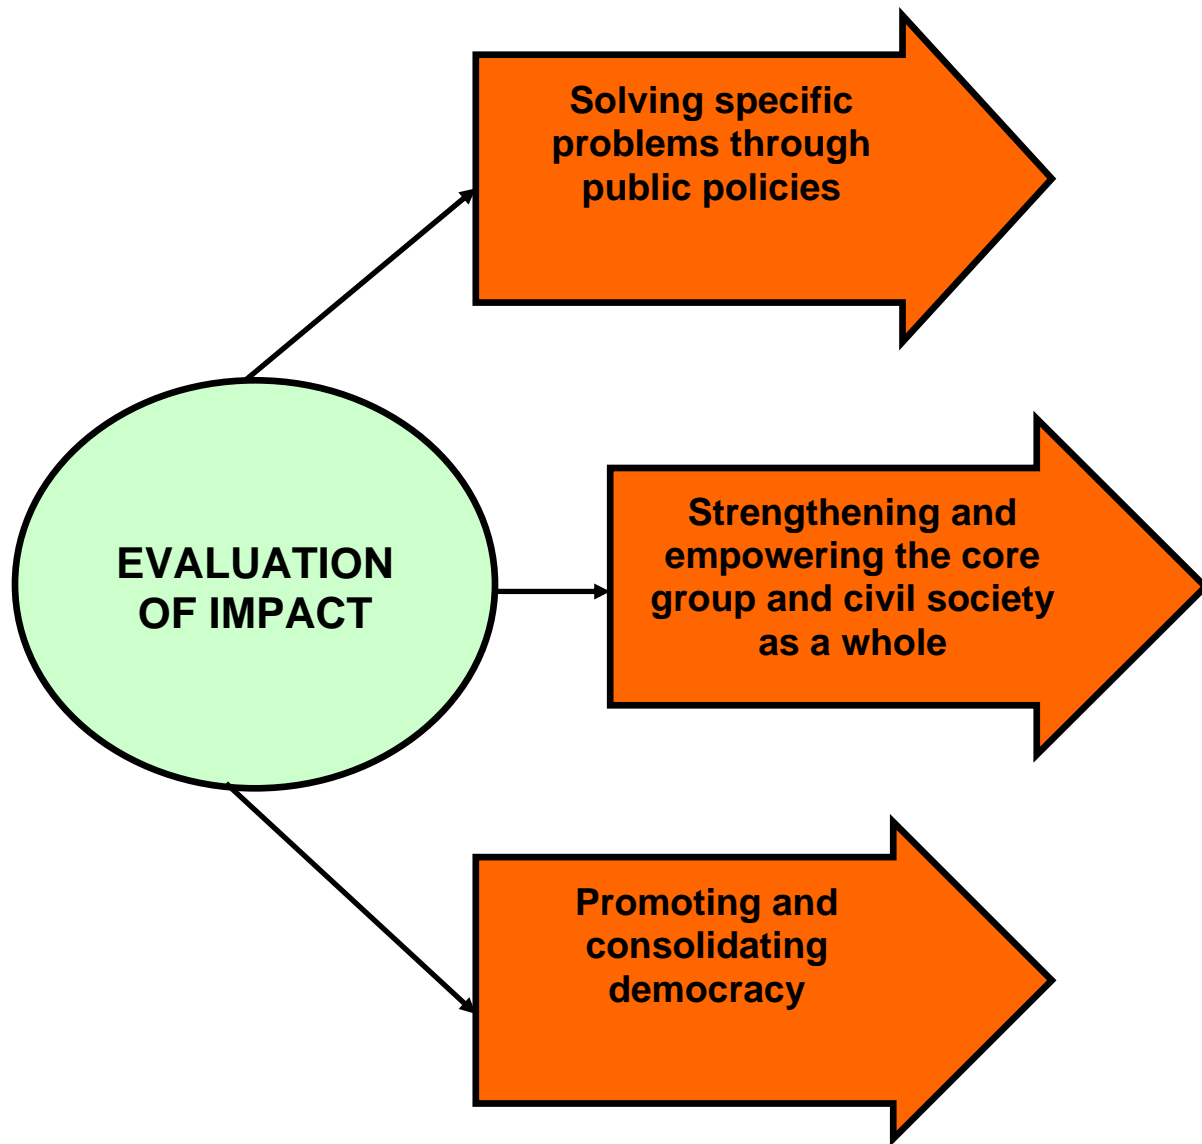 Solving specific
problems through
public policies
EVALUATION
OF IMPACT
Strengthening and
empowering the core
group and civil society
as a whole
Promoting and
consolidating
democracy